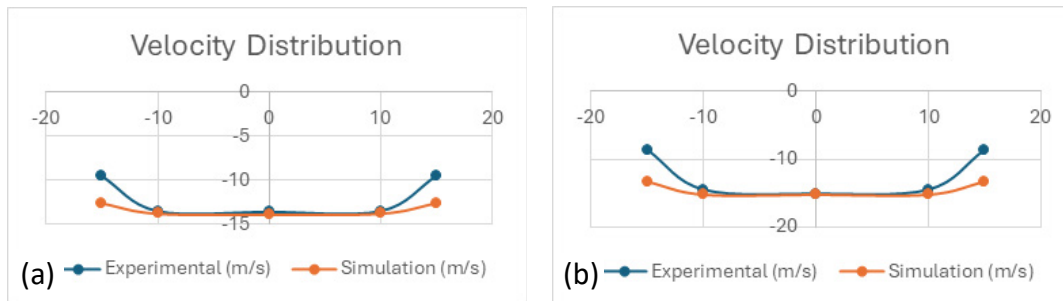 Velocity Distribution
0
-20 -10 0 10 20
-5
-10
-15
(a) Experimental (m/s) Simulation (m/s)
Velocity Distribution
0
-20 -10 0 10 20
-10
-20
(b) Experimental (m/s) Simulation (m/s)